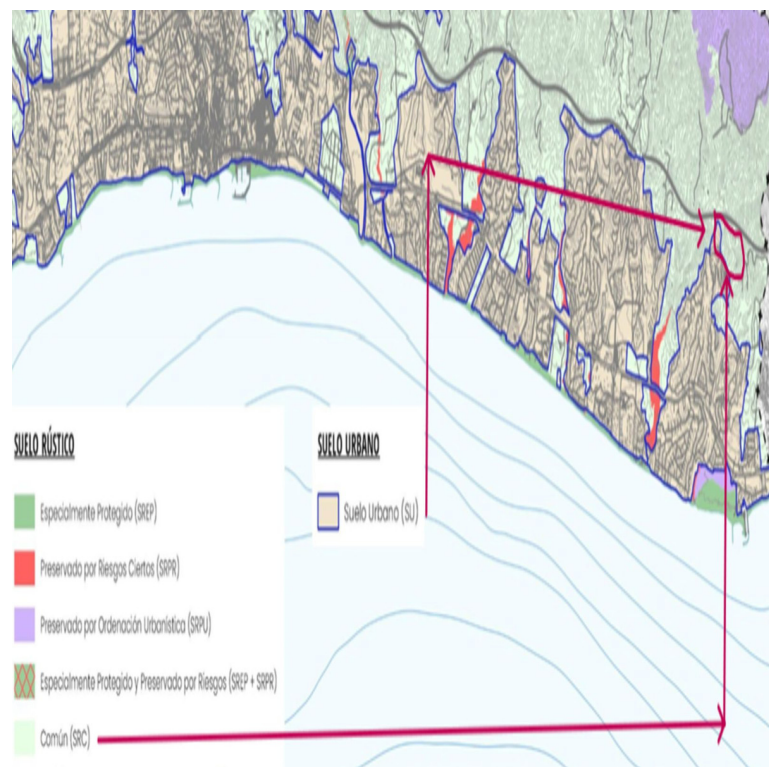 SUELO RÚSTICO
Especialmente Protegido (SREP)
Preservado por Riesgos Ciertos (SRPR)
Preservado por Ordenación Urbanística (SRPU)
Especialmente Protegido y Preservado por Riesgos (SREP + SRPR)
Común (SRC)
SUELO URBANO
Suelo Urbano (SU)